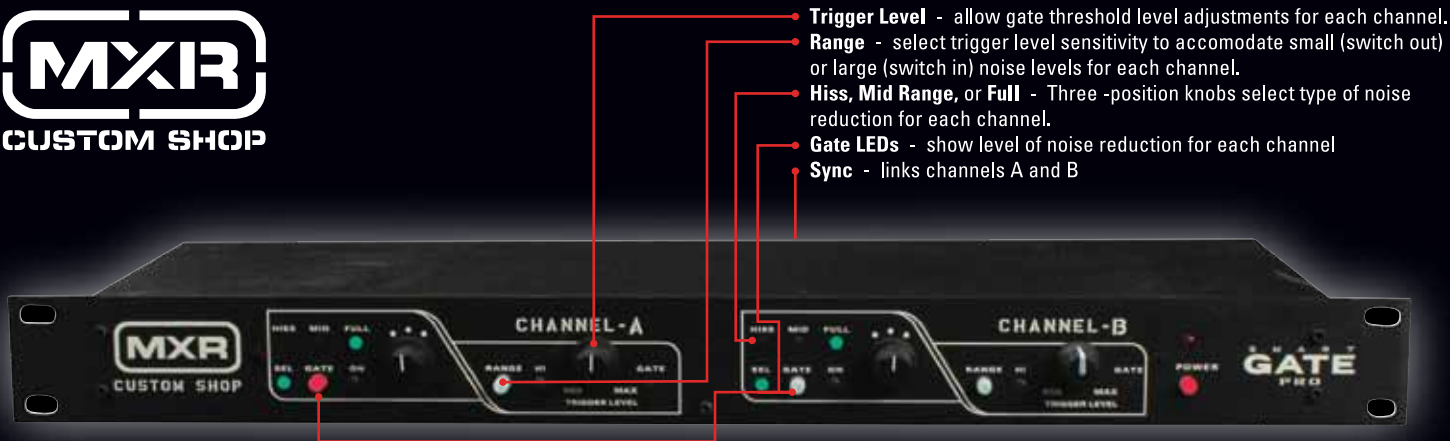 MXR
CUSTOM SHOP
Trigger Level - allow gate threshold level adjustments for each channel.
Range - select trigger level sensitivity to accomodate small (switch out)
or large (switch in) noise levels for each channel.
Hiss, Mid Range, or Full - Three -position knobs select type of noise
reduction for each channel.
Gate LEDs - show level of noise reduction for each channel
Sync - links channels A and B
MXR
CUSTOM SHOP
HISS MID FULL
SEL GATE ON
CHANNEL-A
RANGE HI GATE
MAX
TRIGGER LEVEL
HISS MID FULL
SEL GATE ON
CHANNEL-B
RANGE HI GATE
MAX
TRIGGER LEVEL
POWER
SMART
GATE
PRO